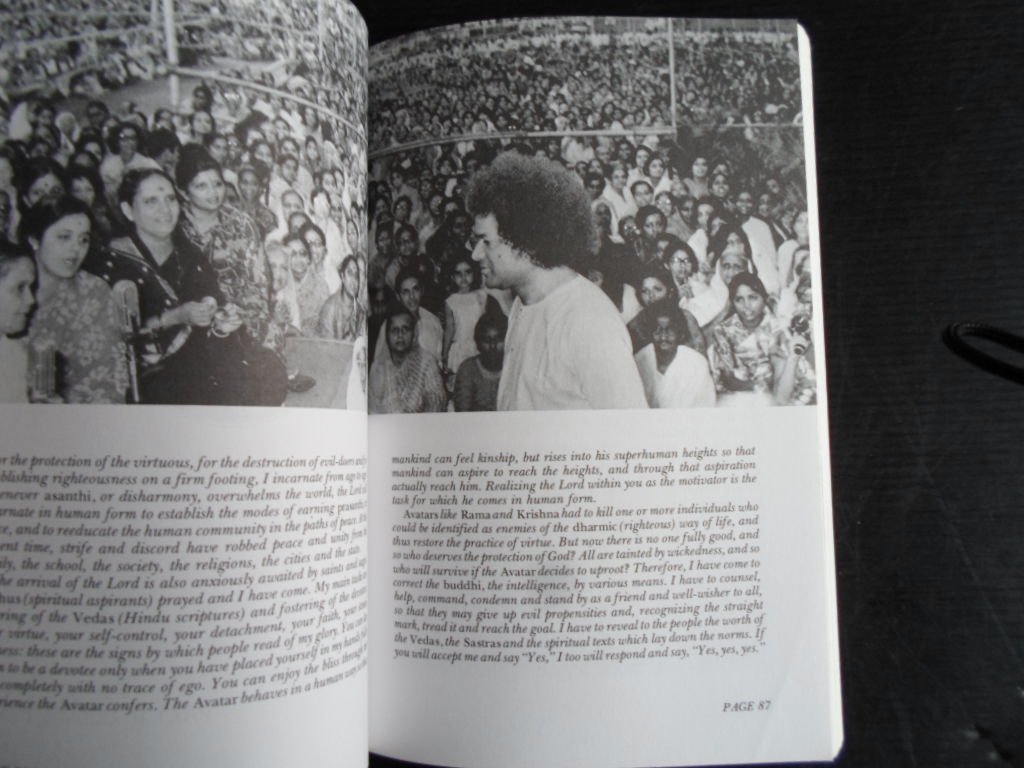 or the protection of the virtuous, for the destruction of evil-doers and
blishing righteousness on a firm footing, I incarnate from age to
enever asanthi, or disharmony, overwhelms the world, the Lord
rnate in human form to establish the modes of earning prasanthi,
ce, and to reeducate the human community in the paths of peace. At
ent time, strife and discord have robbed peace and unity from
ly, the school, the society, the religions, the cities and the state.
he arrival of the Lord is also anxiously awaited by saints and
hus (spiritual aspirants) prayed and I have come. My main
ring of the Vedas (Hindu scriptures) and fostering of the
r virtue, your self-control, your detachment, your faith, your
ness: these are the signs by which people read of my glory. You can
m to be a devotee only when you have placed yourself in my hands
completely with no trace of ego. You can enjoy the bliss through
rience the Avatar confers. The Avatar behaves in a human way so
mankind can feel kinship, but rises into his superhuman heights so that
mankind can aspire to reach the heights, and through that aspiration
actually reach him. Realizing the Lord within you as the motivator is the
task for which he comes in human form.
Avatars like Rama and Krishna had to kill one or more individuals who
could be identified as enemies of the dharmic (righteous) way of life, and
thus restore the practice of virtue. But now there is no one fully good, and
so who deserves the protection of God? All are tainted by wickedness, and so
who will survive if the Avatar decides to uproot? Therefore, I have come to
correct the buddhi, the intelligence, by various means. I have to counsel,
help, command, condemn and stand by as a friend and well-wisher to all,
so that they may give up evil propensities and, recognizing the straight
mark, tread it and reach the goal. I have to reveal to the people the worth of
the Vedas, the Sastras and the spiritual texts which lay down the norms. If
you will accept me and say "Yes," I too will respond and say, "Yes, yes, yes."
PAGE 87